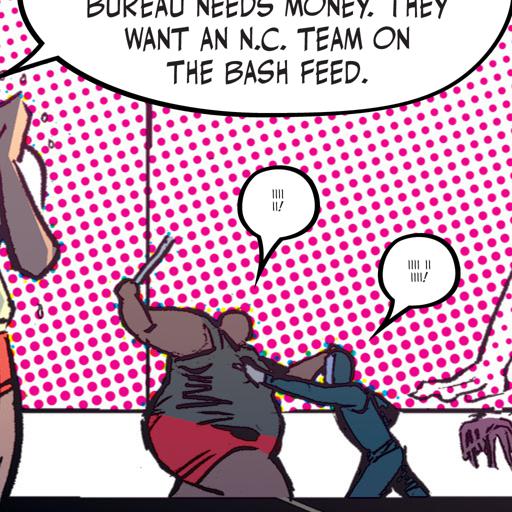 BUREAU NEEDS MONEY. THEY
WANT AN N.C. TEAM ON
THE BASH FEED.